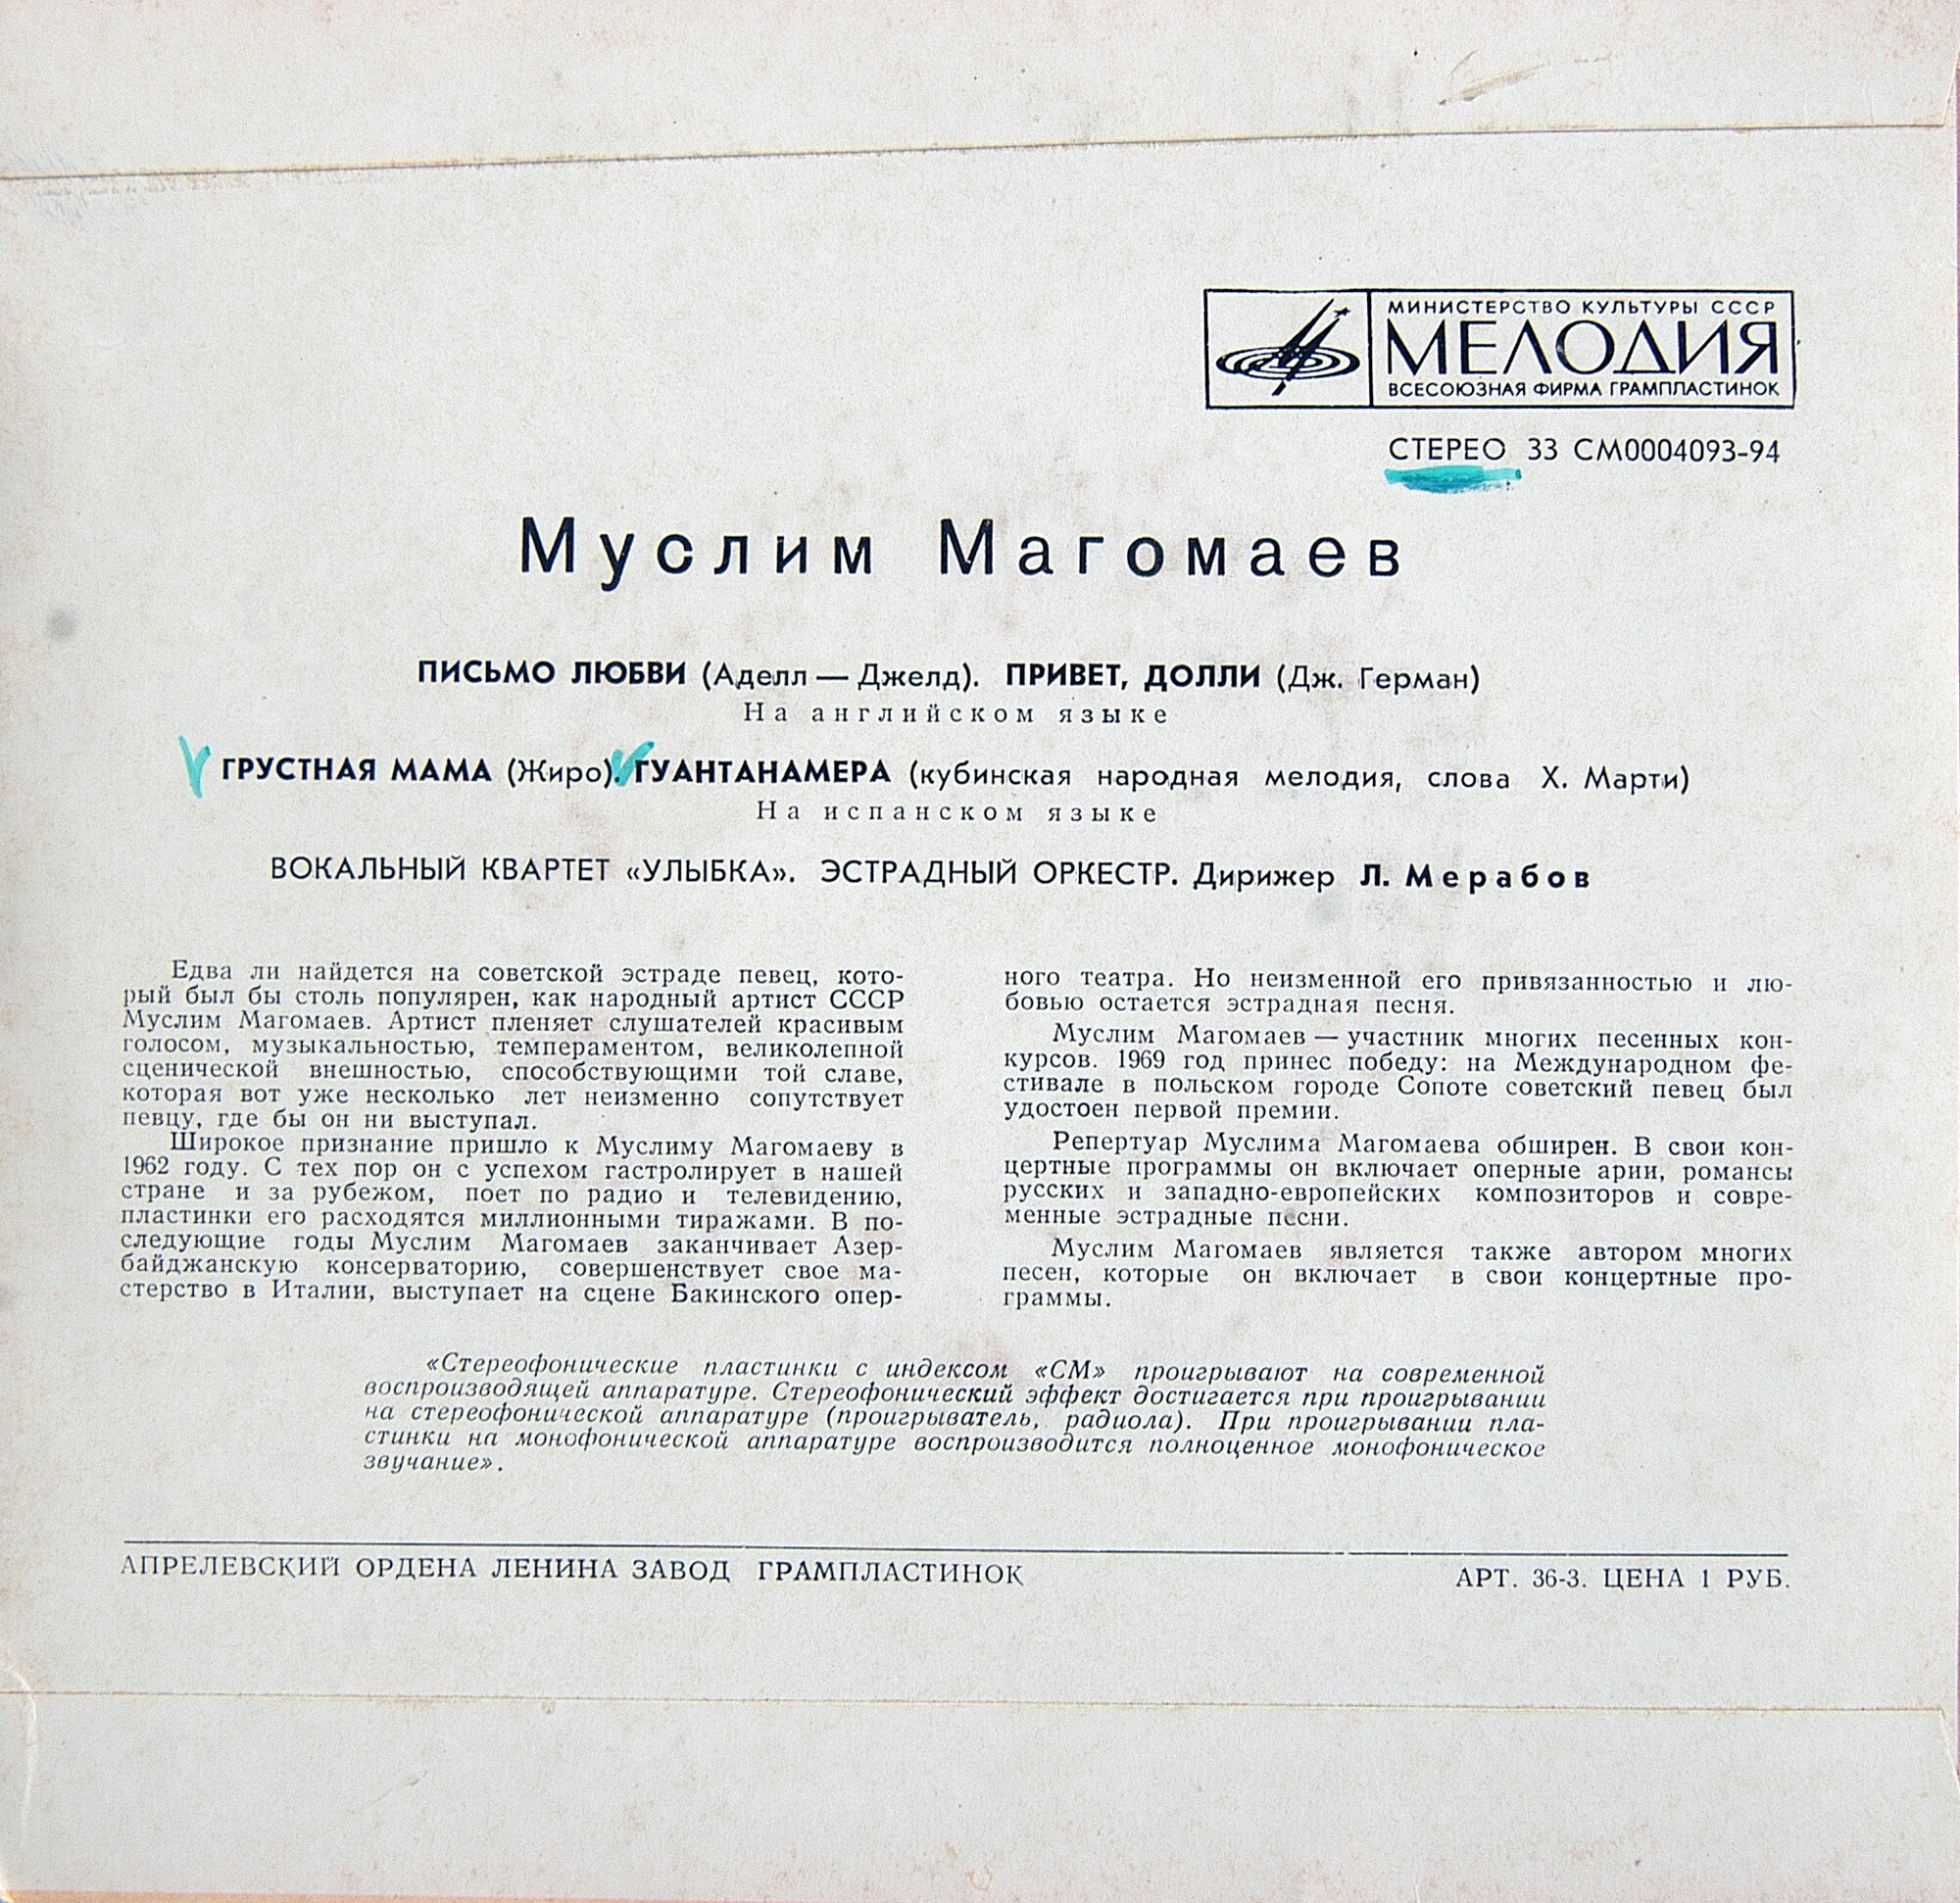 МИНИСТЕРСТВО КУЛЬТУРЫ СССР
МЕЛОДИЯ
ВСЕСОЮЗНАЯ ФИРМА ГРАМПЛАСТИНОК
СТЕРЕО 33 СМ0004093-94
Муслим Магомаев
ПИСЬМО ЛЮБВИ (Аделл — Джелд). ПРИВЕТ, ДОЛЛИ (Дж. Герман)
На английском языке
ГРУСТНАЯ МАМА (Жиро). ГУАНТАНАМЕРА (кубинская народная мелодия, слова Х. Марти)
На испанском языке
ВОКАЛЬНЫЙ КВАРТЕТ «УЛЫБКА». ЭСТРАДНЫЙ ОРКЕСТР. Дирижер Л. Мерабов
Едва ли найдется на советской эстраде певец, кото-
рый был бы столь популярен, как народный артист СССР
Муслим Магомаев. Артист пленяет слушателей красивым
голосом, музыкальностью, темпераментом, великолепной
сценической внешностью, способствующими той славе,
которая вот уже несколько лет неизменно сопутствует
певцу, где бы он ни выступал.
Широкое признание пришло к Муслиму Магомаеву в
1962 году. С тех пор он с успехом гастролирует в нашей
стране и за рубежом, поет по радио и телевидению,
пластинки его расходятся миллионными тиражами. В по-
следующие годы Муслим Магомаев заканчивает Азер-
байджанскую консерваторию, совершенствует свое ма-
стерство в Италии, выступает на сцене Бакинского опер-
ного театра. Но неизменной его привязанностью и лю-
бовью остается эстрадная песня.
Муслим Магомаев — участник многих песенных кон-
курсов. 1969 год принес победу: на Международном фе-
стивале в польском городе Сопоте советский певец был
удостоен первой премии.
Репертуар Муслима Магомаева обширен. В свои кон-
цертные программы он включает оперные арии, романсы
русских и западно-европейских композиторов и совре-
менные эстрадные песни.
Муслим Магомаев является также автором многих
песен, которые он включает в свои концертные про-
граммы.
«Стереофонические пластинки с индексом «СМ» проигрывают на современной
воспроизводящей аппаратуре. Стереофонический эффект достигается при проигрывании
на стереофонической аппаратуре (проигрыватель, радиола). При проигрывании пла-
стинки на монофонической аппаратуре воспроизводится полноценное монофоническое
звучание».
АПРЕЛЕВСКИЙ ОРДЕНА ЛЕНИНА ЗАВОД ГРАМПЛАСТИНОК
АРТ. 36-3. ЦЕНА 1 РУБ.